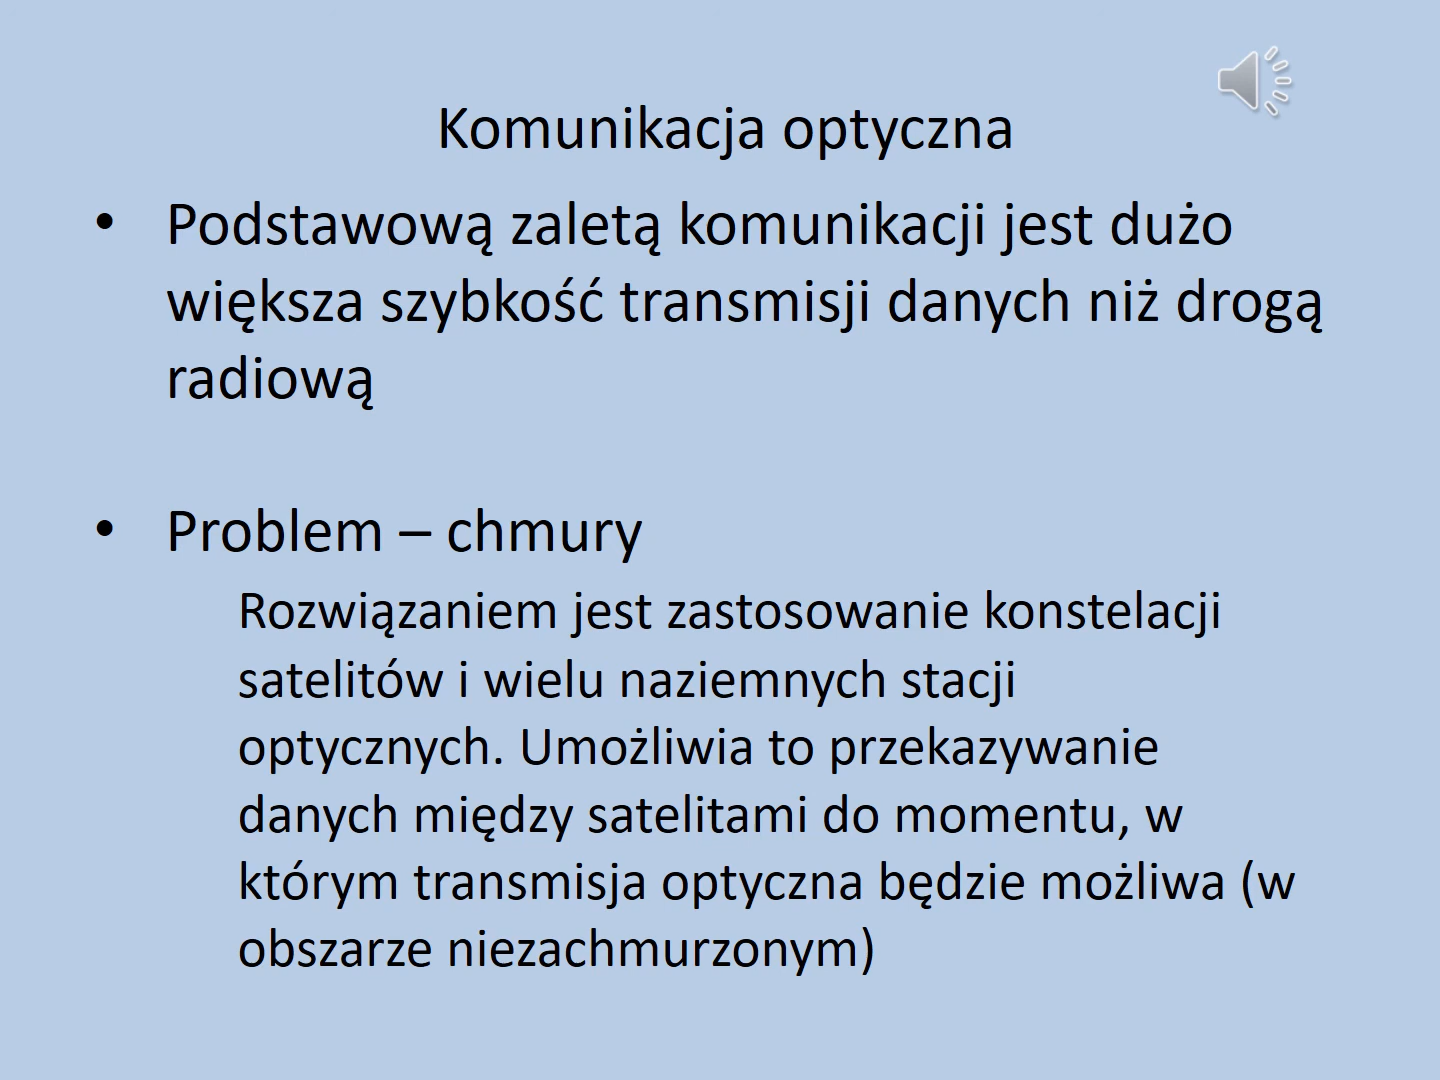 Komunikacja optyczna
• Podstawową zaletą komunikacji jest dużo
większa szybkość transmisji danych niż drogą
radiową
• Problem – chmury
Rozwiązaniem jest zastosowanie konstelacji
satelitów i wielu naziemnych stacji
optycznych. Umożliwia to przekazywanie
danych między satelitami do momentu, w
którym transmisja optyczna będzie możliwa (w
obszarze niezachmurzonym)